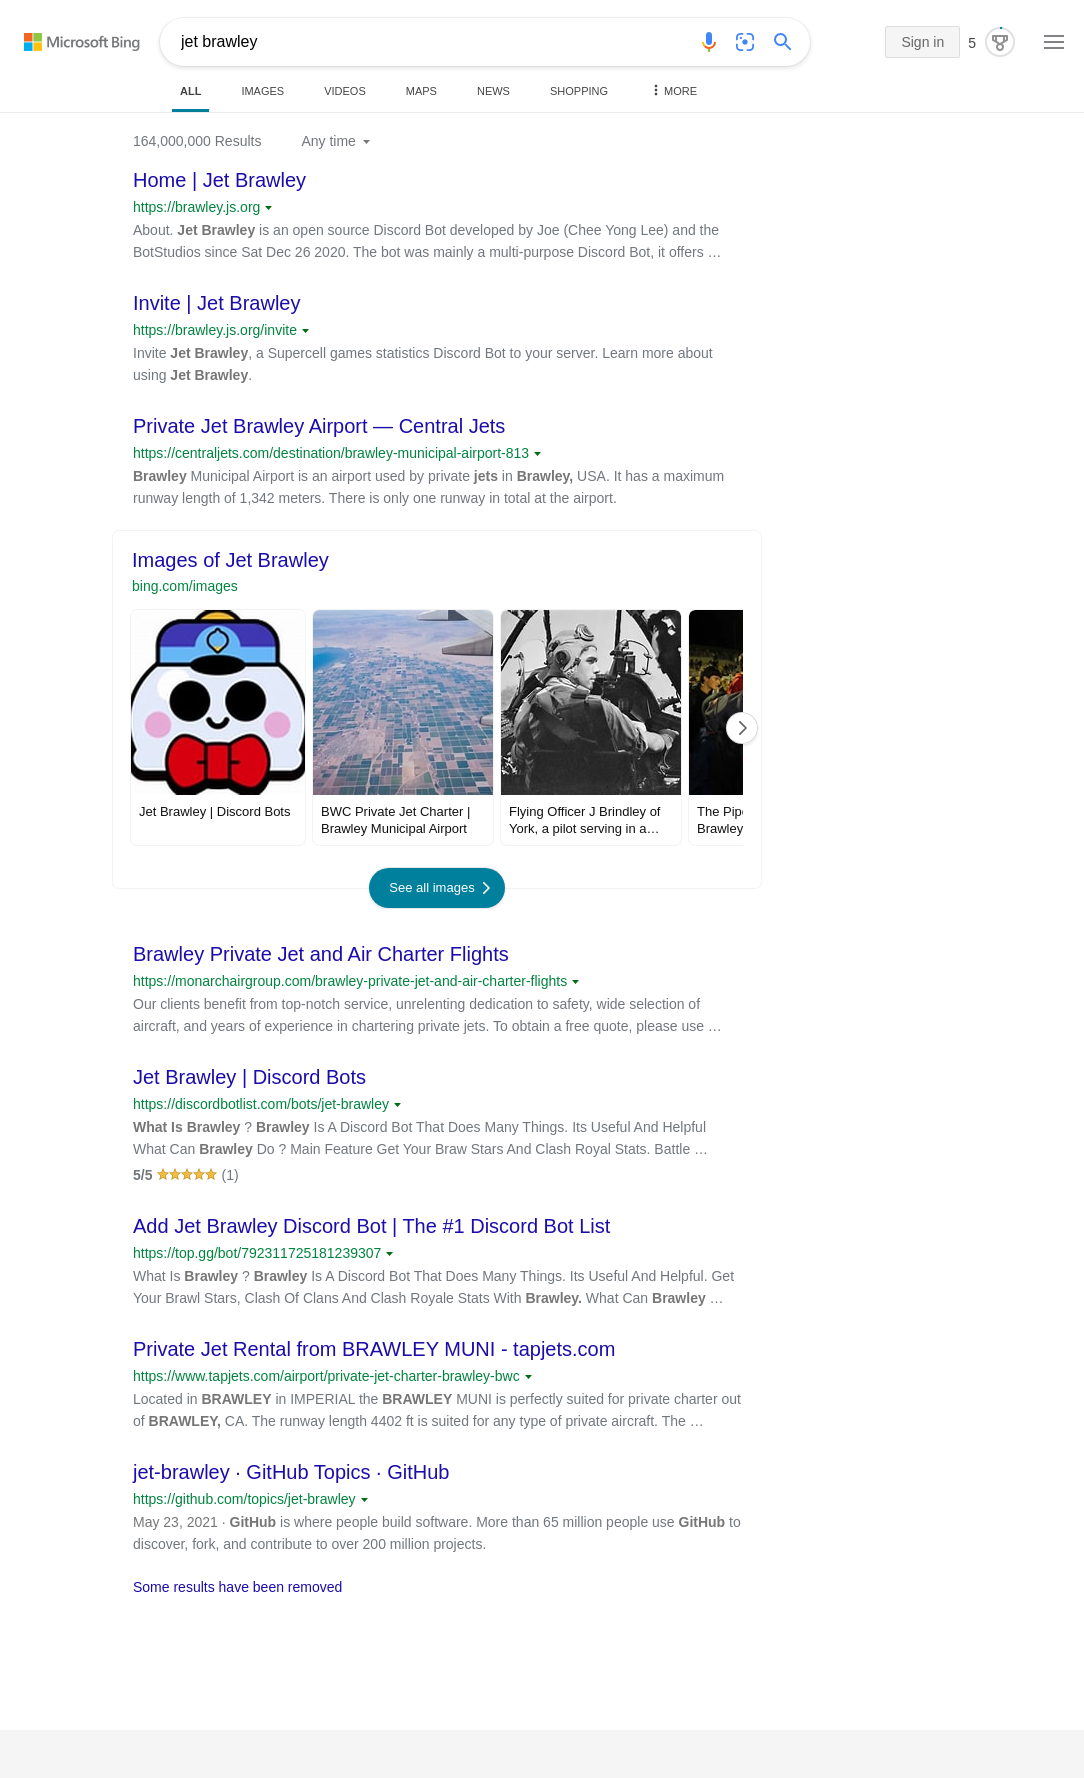 Microsoft Bing
jet brawley
Sign in
5
ALL
IMAGES
VIDEOS
MAPS
NEWS
SHOPPING
MORE
164,000,000 Results
Any time
Home | Jet Brawley
https://brawley.js.org
About. Jet Brawley is an open source Discord Bot developed by Joe (Chee Yong Lee) and the
BotStudios since Sat Dec 26 2020. The bot was mainly a multi-purpose Discord Bot, it offers …
Invite | Jet Brawley
https://brawley.js.org/invite
Invite Jet Brawley, a Supercell games statistics Discord Bot to your server. Learn more about
using Jet Brawley.
Private Jet Brawley Airport — Central Jets
https://centraljets.com/destination/brawley-municipal-airport-813
Brawley Municipal Airport is an airport used by private jets in Brawley, USA. It has a maximum
runway length of 1,342 meters. There is only one runway in total at the airport.
Images of Jet Brawley
bing.com/images
Jet Brawley | Discord Bots
BWC Private Jet Charter |
Brawley Municipal Airport
Flying Officer J Brindley of
York, a pilot serving in a…
The Pipe
Brawley
See all images
Brawley Private Jet and Air Charter Flights
https://monarchairgroup.com/brawley-private-jet-and-air-charter-flights
Our clients benefit from top-notch service, unrelenting dedication to safety, wide selection of
aircraft, and years of experience in chartering private jets. To obtain a free quote, please use …
Jet Brawley | Discord Bots
https://discordbotlist.com/bots/jet-brawley
What Is Brawley ? Brawley Is A Discord Bot That Does Many Things. Its Useful And Helpful
What Can Brawley Do ? Main Feature Get Your Braw Stars And Clash Royal Stats. Battle …
5/5 (1)
Add Jet Brawley Discord Bot | The #1 Discord Bot List
https://top.gg/bot/792311725181239307
What Is Brawley ? Brawley Is A Discord Bot That Does Many Things. Its Useful And Helpful. Get
Your Brawl Stars, Clash Of Clans And Clash Royale Stats With Brawley. What Can Brawley …
Private Jet Rental from BRAWLEY MUNI - tapjets.com
https://www.tapjets.com/airport/private-jet-charter-brawley-bwc
Located in BRAWLEY in IMPERIAL the BRAWLEY MUNI is perfectly suited for private charter out
of BRAWLEY, CA. The runway length 4402 ft is suited for any type of private aircraft. The …
jet-brawley · GitHub Topics · GitHub
https://github.com/topics/jet-brawley
May 23, 2021 · GitHub is where people build software. More than 65 million people use GitHub to
discover, fork, and contribute to over 200 million projects.
Some results have been removed